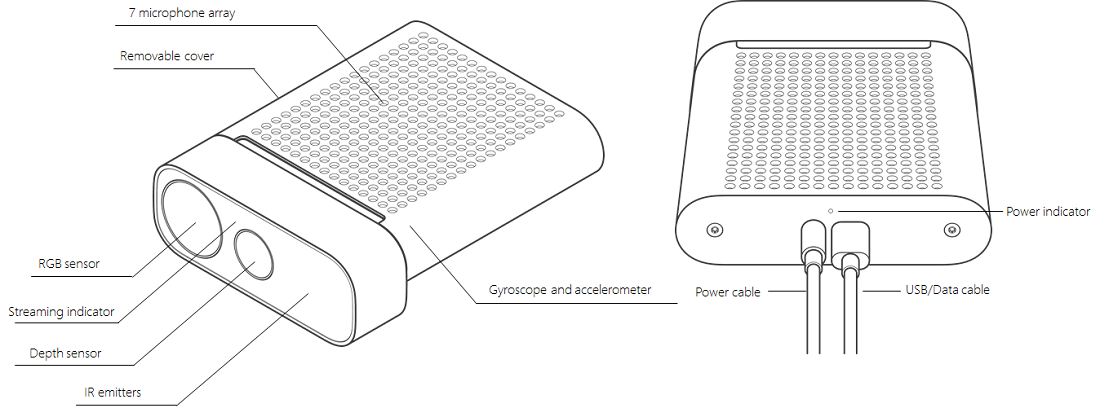 7 microphone array
Removable cover
RGB sensor
Streaming indicator
Depth sensor
IR emitters
Gyroscope and accelerometer
Power indicator
Power cable
USB/Data cable